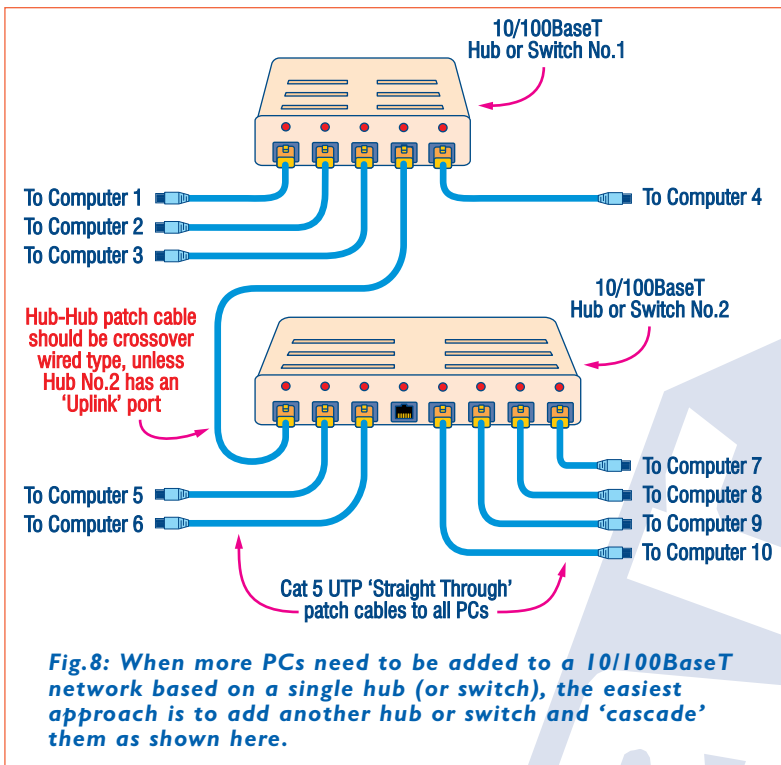 10/100BaseT
Hub or Switch No.1
To Computer 1
To Computer 2
To Computer 3
To Computer 4
10/100BaseT
Hub or Switch No.2
Hub-Hub patch cable
should be crossover
wired type, unless
Hub No.2 has an
‘Uplink’ port
To Computer 5
To Computer 6
To Computer 7
To Computer 8
To Computer 9
To Computer 10
Cat 5 UTP ‘Straight Through’
patch cables to all PCs
Fig.8: When more PCs need to be added to a 10/100BaseT
network based on a single hub (or switch), the easiest
approach is to add another hub or switch and ‘cascade’
them as shown here.